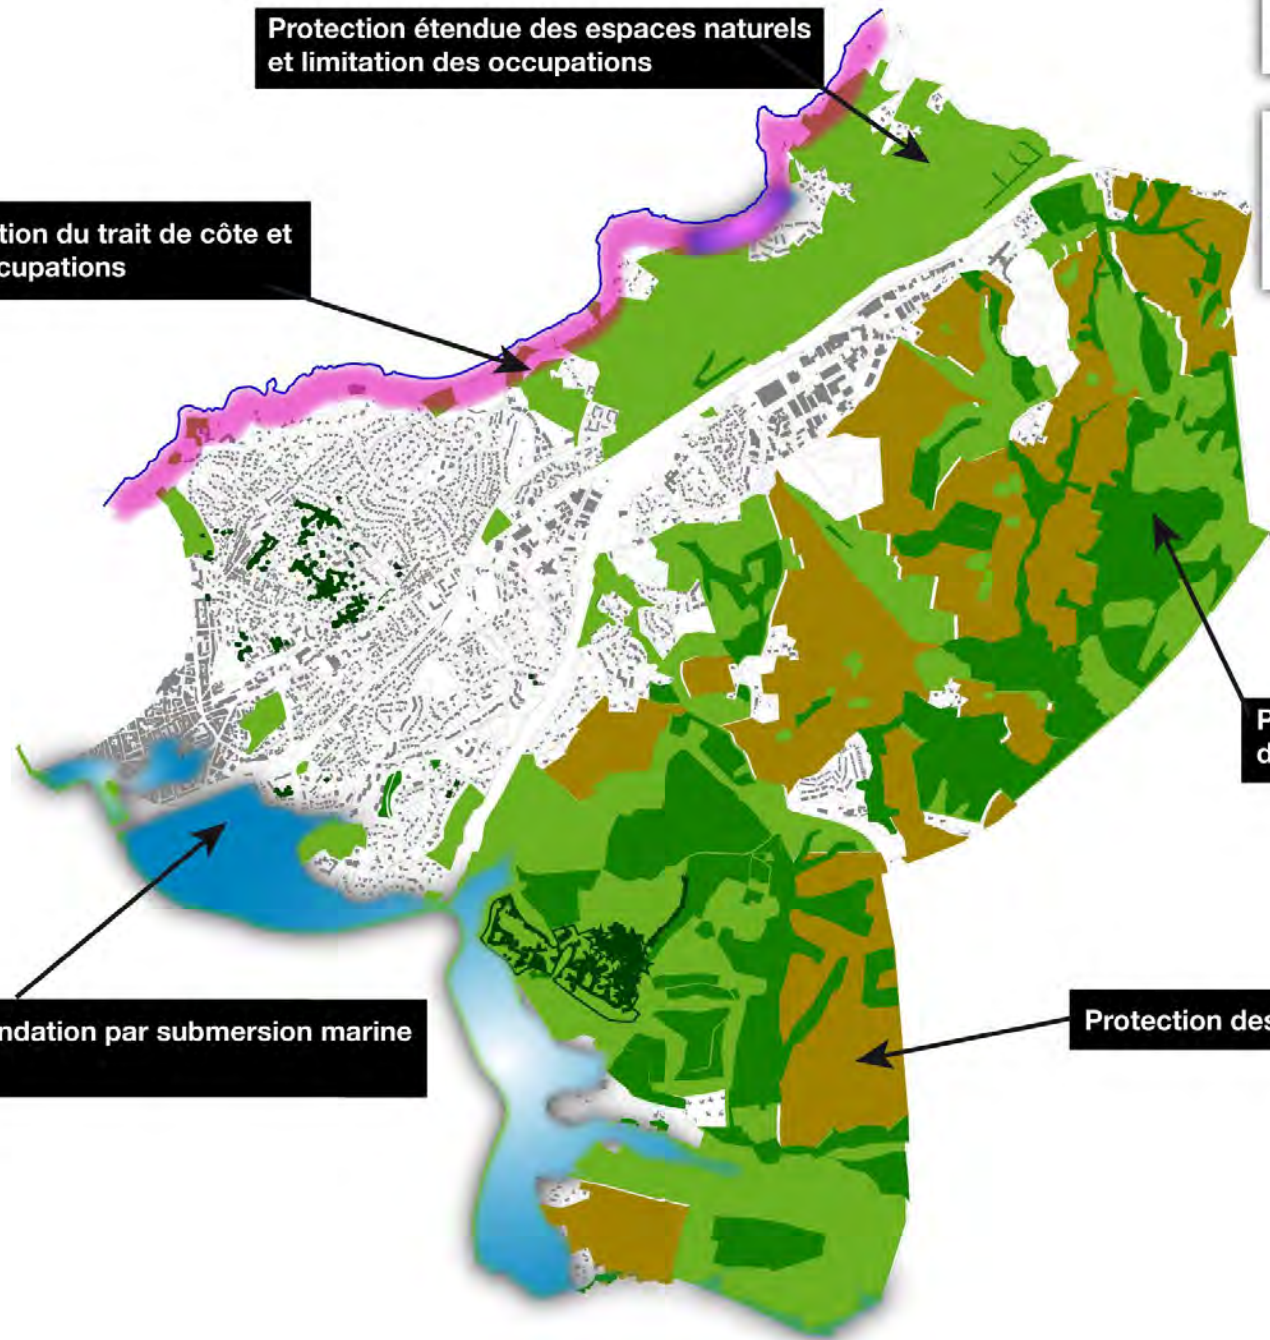 Protection étendue des espaces naturels
et limitation des occupations
tion du trait de côte et
cupations
P
d
ndation par submersion marine
Protection des